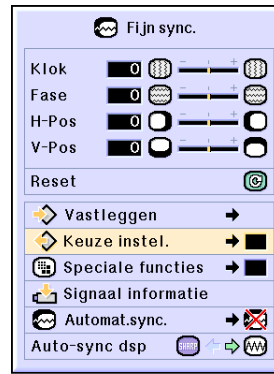 Fijn sync.
Klok 0
Fase 0
H-Pos 0
V-Pos 0
Reset
Vastleggen
Keuze instel.
Speciale functies
Signaal informatie
Automat.sync.
Auto-sync dsp SHARP